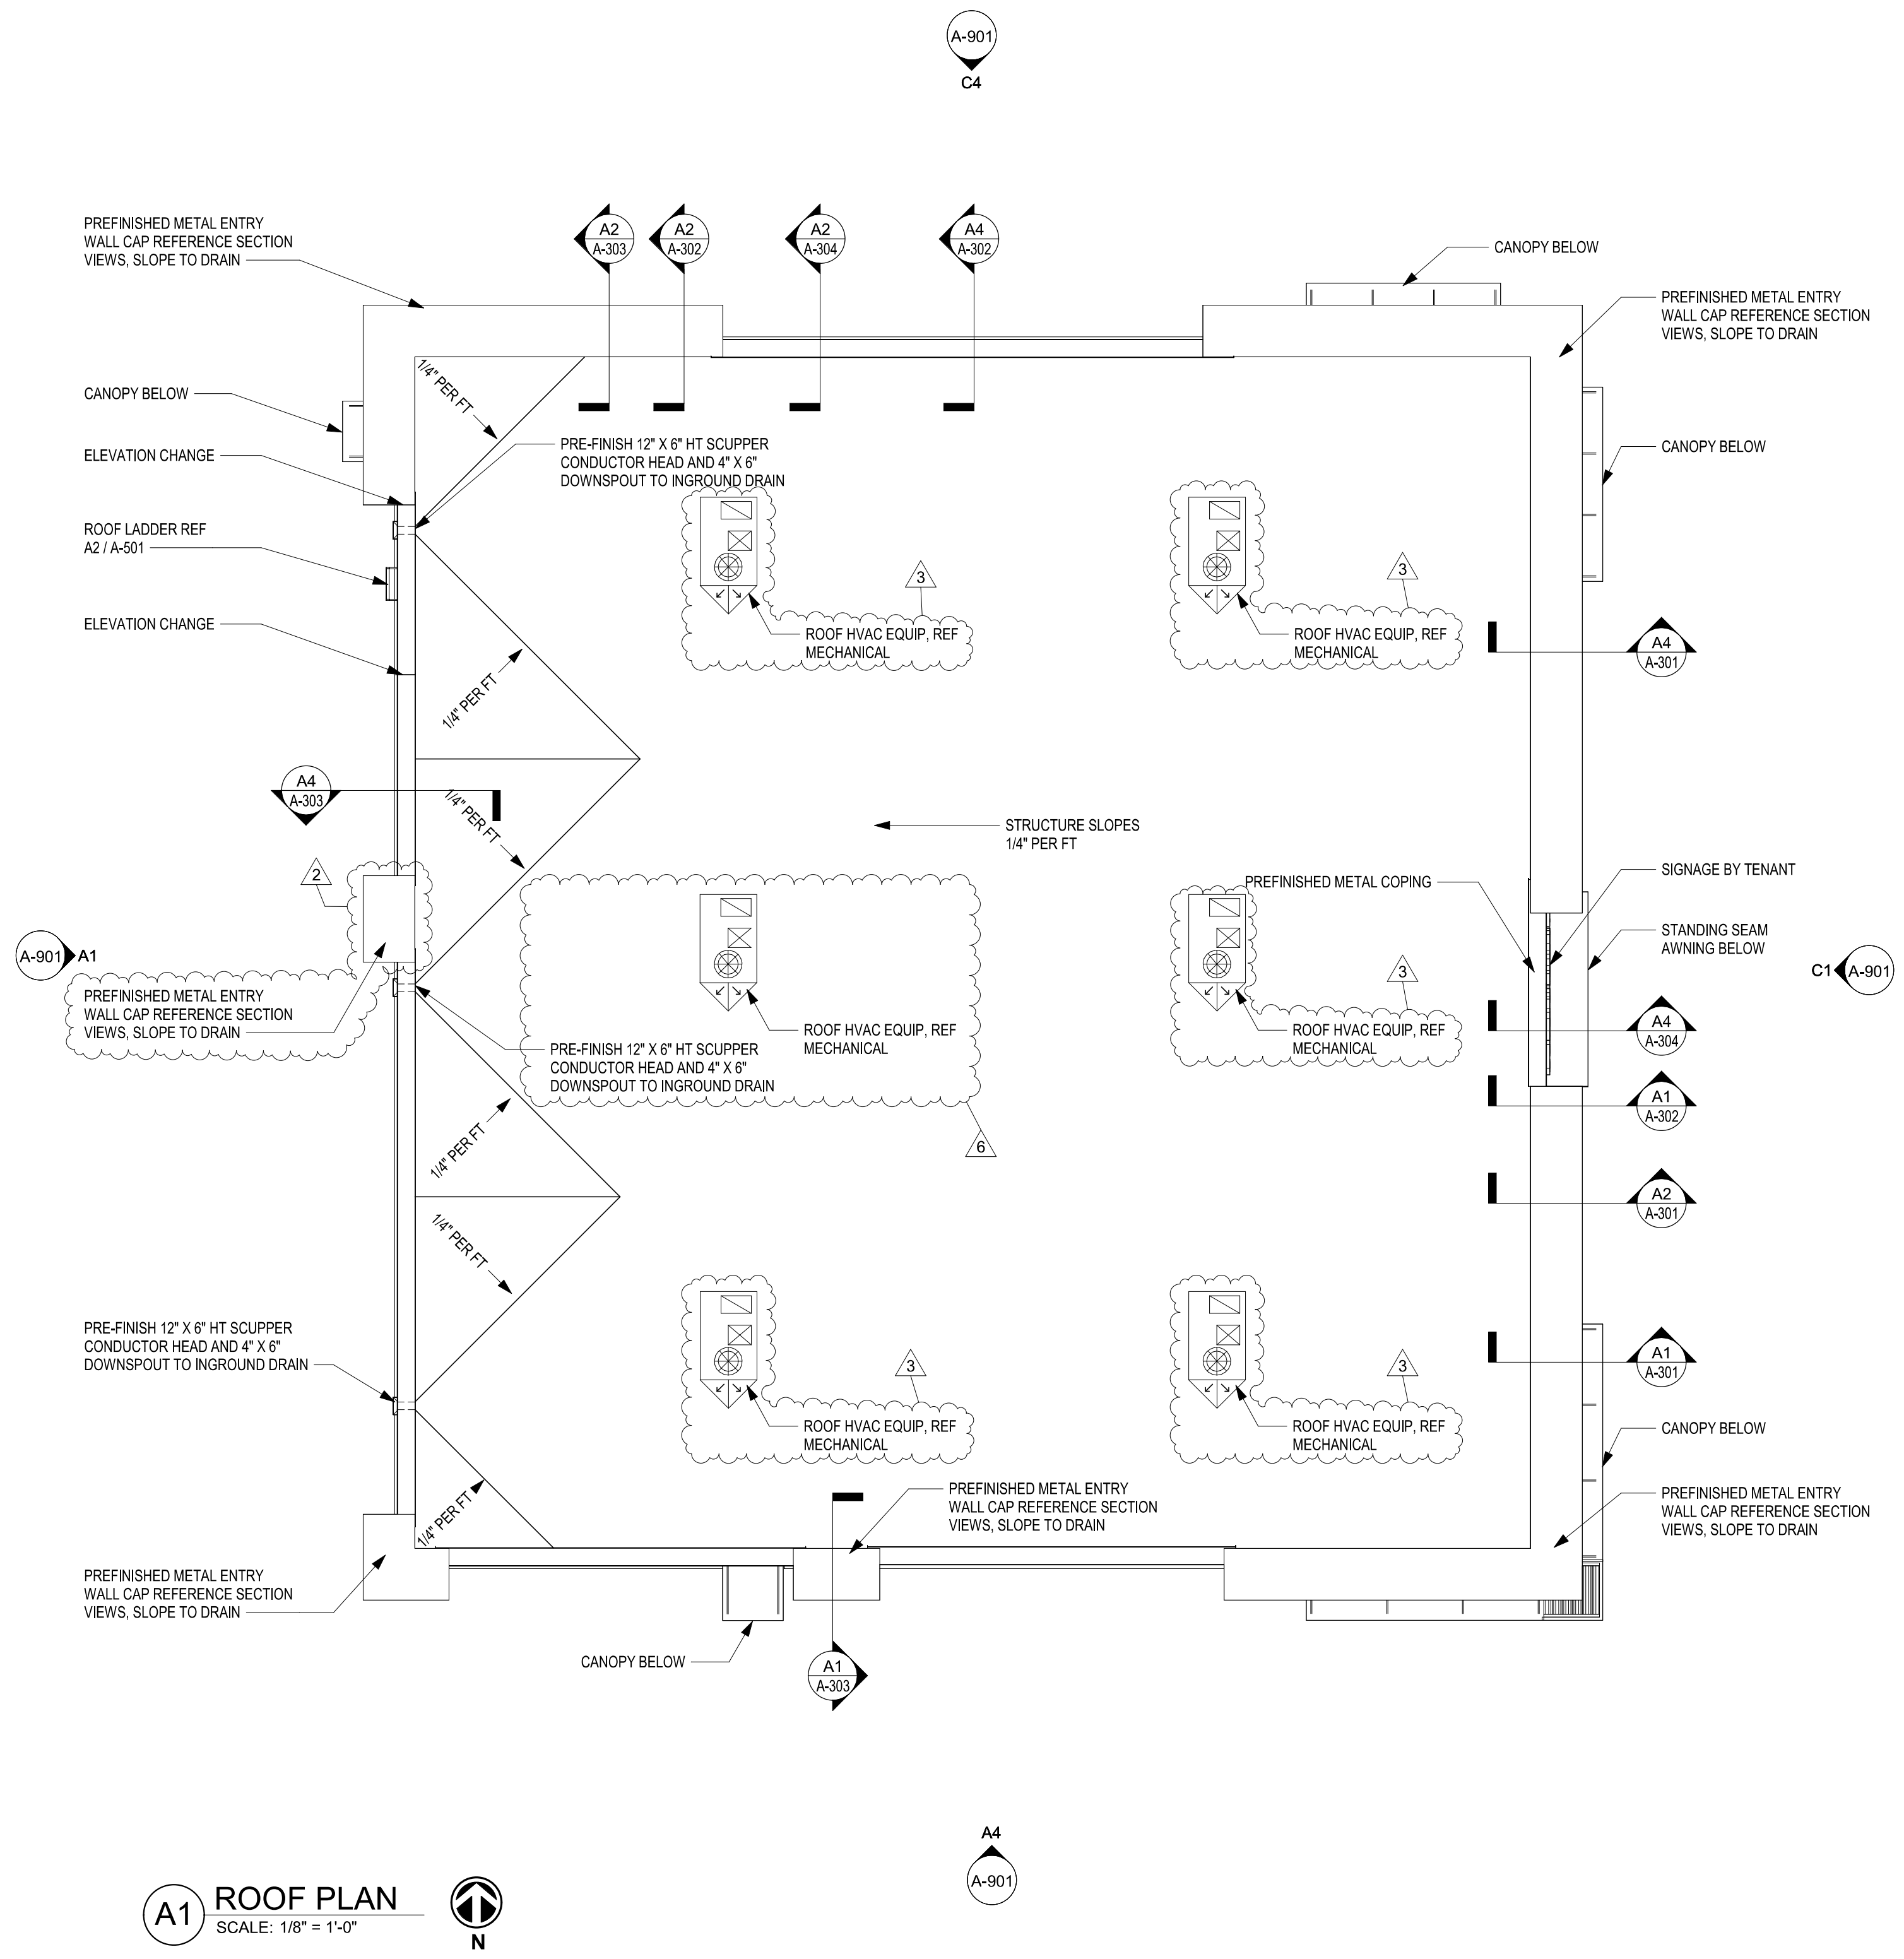 A-901
C4
PREFINISHED METAL ENTRY
WALL CAP REFERENCE SECTION
VIEWS, SLOPE TO DRAIN
A2
A-303
A2
A-302
A2
A-304
A4
A-302
CANOPY BELOW
PREFINISHED METAL ENTRY
WALL CAP REFERENCE SECTION
VIEWS, SLOPE TO DRAIN
1/4" PER FT
CANOPY BELOW
ELEVATION CHANGE
PRE-FINISH 12" X 6" HT SCUPPER
CONDUCTOR HEAD AND 4" X 6"
DOWNSPOUT TO INGROUND DRAIN
CANOPY BELOW
ROOF LADDER REF
A2 / A-501
3
3
ELEVATION CHANGE
ROOF HVAC EQUIP, REF
MECHANICAL
ROOF HVAC EQUIP, REF
MECHANICAL
A4
A-301
1/4" PER FT
A4
A-303
1/4" PER FT
STRUCTURE SLOPES
1/4" PER FT
2
PREFINISHED METAL COPING
SIGNAGE BY TENANT
STANDING SEAM
AWNING BELOW
A-901
A1
C1
A-901
3
PREFINISHED METAL ENTRY
WALL CAP REFERENCE SECTION
VIEWS, SLOPE TO DRAIN
ROOF HVAC EQUIP, REF
MECHANICAL
ROOF HVAC EQUIP, REF
MECHANICAL
A4
A-304
PRE-FINISH 12" X 6" HT SCUPPER
CONDUCTOR HEAD AND 4" X 6"
DOWNSPOUT TO INGROUND DRAIN
A1
A-302
6
1/4" PER FT
A2
A-301
1/4" PER FT
PRE-FINISH 12" X 6" HT SCUPPER
CONDUCTOR HEAD AND 4" X 6"
DOWNSPOUT TO INGROUND DRAIN
3
3
A1
A-301
ROOF HVAC EQUIP, REF
MECHANICAL
ROOF HVAC EQUIP, REF
MECHANICAL
CANOPY BELOW
1/4" PER FT
PREFINISHED METAL ENTRY
WALL CAP REFERENCE SECTION
VIEWS, SLOPE TO DRAIN
PREFINISHED METAL ENTRY
WALL CAP REFERENCE SECTION
VIEWS, SLOPE TO DRAIN
PREFINISHED METAL ENTRY
WALL CAP REFERENCE SECTION
VIEWS, SLOPE TO DRAIN
CANOPY BELOW
A1
A-303
A4
A-901
A1
ROOF PLAN
SCALE: 1/8" = 1'-0"
N